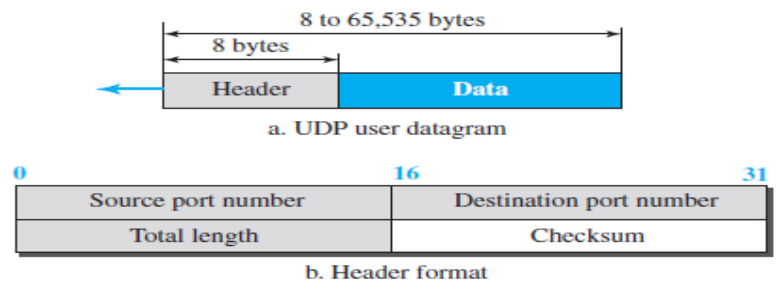 8 to 65,535 bytes
8 bytes
Header Data
a. UDP user datagram
0 16 31
Source port number Destination port number
Total length Checksum
b. Header format